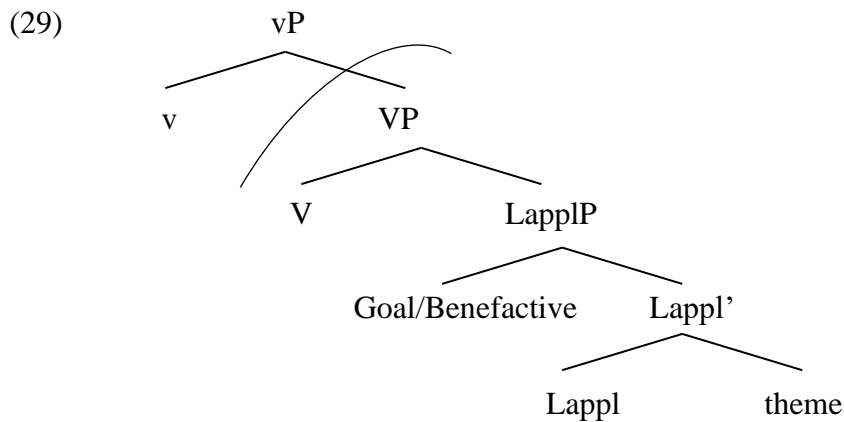 (29) vP
v VP
V LapplP
Goal/Benefactive Lappl’
Lappl theme